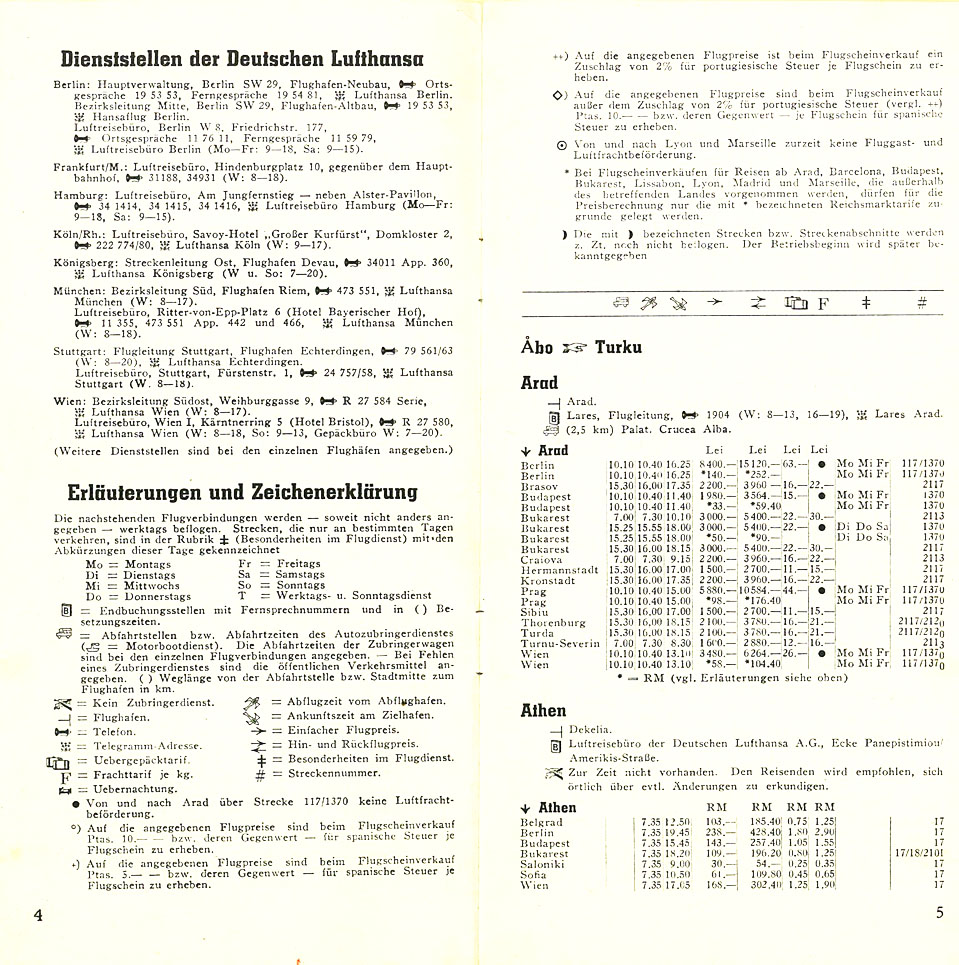 Dienststellen der Deutschen Lufthansa
Berlin: Hauptverwaltung, Berlin SW 29, Flughafen-Neubau, Orts-
gespräche 19 53 53, Ferngespräche 19 54 81, Lufthansa Berlin.
Bezirksleitung Mitte, Berlin SW 29, Flughafen-Altbau, 19 53 53,
Hansaflug Berlin.
Luftreisebüro, Berlin W 8, Friedrichstr. 177,
Ortsgespräche 11 76 11, Ferngespräche 11 59 79,
Luftreisebüro Berlin (Mo—Fr: 9—18, Sa: 9—15).
Frankfurt/M.: Luftreisebüro, Hindenburgplatz 10, gegenüber dem Haupt-
bahnhof, 31188, 34931 (W: 8—18).
Hamburg: Luftreisebüro, Am Jungfernstieg — neben Alster-Pavillon,
34 1414, 34 1415, 34 1416, Luftreisebüro Hamburg (Mo—Fr:
9—18, Sa: 9—15).
Köln/Rh.: Luftreisebüro, Savoy-Hotel „Großer Kurfürst", Domkloster 2,
222 774/80, Lufthansa Köln (W: 9—17).
Königsberg: Streckenleitung Ost, Flughafen Devau, 34011 App. 360,
Lufthansa Königsberg (W u. So: 7—20).
München: Bezirksleitung Süd, Flughafen Riem, 473 551, Lufthansa
München (W: 8—17).
Luftreisebüro, Ritter-von-Epp-Platz 6 (Hotel Bayerischer Hof),
11 355, 473 551 App. 442 und 466, Lufthansa München
(W: 8—18).
Stuttgart: Flugleitung Stuttgart, Flughafen Echterdingen, 79 561/63
(W: 8—20), Lufthansa Echterdingen.
Luftreisebüro, Stuttgart, Fürstenstr. 1, 24 757/58, Lufthansa
Stuttgart (W. 8—18).
Wien: Bezirksleitung Südost, Weihburggasse 9, R 27 584 Serie,
Lufthansa Wien (W: 8—17).
Luftreisebüro, Wien I, Kärntnerring 5 (Hotel Bristol), R 27 580,
Lufthansa Wien (W: 8—18, So: 9—13, Gepäckbüro W: 7—20).
(Weitere Dienststellen sind bei den einzelnen Flughäfen angegeben.)
Erläuterungen und Zeichenerklärung
Die nachstehenden Flugverbindungen werden — soweit nicht anders an-
gegeben — werktags beflogen. Strecken, die nur an bestimmten Tagen
verkehren, sind in der Rubrik ‡ (Besonderheiten im Flugdienst) mit den
Abkürzungen dieser Tage gekennzeichnet
Mo = Montags Fr = Freitags
Di = Dienstags Sa = Samstags
Mi = Mittwochs So = Sonntags
Do = Donnerstags T = Werktags- u. Sonntagsdienst
B = Endbuchungsstellen mit Fernsprechnummern und in ( ) Be-
setzungszeiten.
= Abfahrtstellen bzw. Abfahrtzeiten des Autozubringerdienstes
( = Motorbootdienst). Die Abfahrtzeiten der Zubringerwagen
sind bei den einzelnen Flugverbindungen angegeben. — Bei Fehlen
eines Zubringerdienstes sind die öffentlichen Verkehrsmittel an-
gegeben. ( ) Weglänge von der Abfahrtstelle bzw. Stadtmitte zum
Flughafen in km.
= Kein Zubringerdienst. = Abflugzeit vom Abflughafen.
= Flughafen. = Ankunftszeit am Zielhafen.
= Telefon. → = Einfacher Flugpreis.
= Telegramm-Adresse. = Hin- und Rückflugpreis.
= Uebergepäcktarif. ‡ = Besonderheiten im Flugdienst.
F = Frachttarif je kg. # = Streckennummer.
= Uebernachtung.
● Von und nach Arad über Strecke 117/1370 keine Luftfracht-
beförderung.
°) Auf die angegebenen Flugpreise sind beim Flugscheinverkauf
Ptas. 10.— — bzw. deren Gegenwert — für spanische Steuer je
Flugschein zu erheben.
+) Auf die angegebenen Flugpreise sind beim Flugscheinverkauf
Ptas. 5.— — bzw. deren Gegenwert — für spanische Steuer je
Flugschein zu erheben.
4
++) Auf die angegebenen Flugpreise ist beim Flugscheinverkauf ein
Zuschlag von 2% für portugiesische Steuer je Flugschein zu er-
heben.
◇) Auf die angegebenen Flugpreise sind beim Flugscheinverkauf
außer dem Zuschlag von 2% für portugiesische Steuer (vergl. ++)
Ptas. 10.— — bzw. deren Gegenwert — je Flugschein für spanische
Steuer zu erheben.
⊙ Von und nach Lyon und Marseille zurzeit keine Fluggast- und
Luftfrachtbeförderung.
* Bei Flugscheinverkäufen für Reisen ab Arad, Barcelona, Budapest,
Bukarest, Lissabon, Lyon, Madrid und Marseille, die außerhalb
des betreffenden Landes vorgenommen werden, dürfen für die
Preisberechnung nur die mit * bezeichneten Reichsmarktarife zu-
grunde gelegt werden.
) Die mit ) bezeichneten Strecken bzw. Streckenabschnitte werden
z. Zt. noch nicht beflogen. Der Betriebsbeginn wird später be-
kanntgegeben
→ F ‡ #
Åbo ☞ Turku
Arad
Arad.
B Lares, Flugleitung, 1904 (W: 8—13, 16—19), Lares Arad.
(2,5 km) Palat. Crucea Alba.
Arad Lei Lei Lei Lei
Berlin 10.10 10.40 16.25 8400.— 15120.— 63.— ● Mo Mi Fr 117/1370
Berlin 10.10 10.40 16.25 *140.— *252.— Mo Mi Fr 117/1370
Brasov 15.30 16.00 17.35 2200.— 3960 — 16.— 22.— 2117
Budapest 10.10 10.40 11.40 1980.— 3564.— 15.— ● Mo Mi Fr 1370
Budapest 10.10 10.40 11.40 *33.— *59.40 Mo Mi Fr 1370
Bukarest 7.00 7.30 10.10 3000.— 5400.— 22.— 30.— 2113
Bukarest 15.25 15.55 18.00 3000.— 5400.— 22.— ● Di Do Sa 1370
Bukarest 15.25 15.55 18.00 *50.— *90.— Di Do Sa 1370
Bukarest 15.30 16.00 18.15 3000.— 5400.— 22.— 30.— 2117
Craiova 7.00 7.30 9.15 2200.— 3960.— 16.— 22.— 2113
Hermannstadt 15.30 16.00 17.00 1500.— 2700.— 11.— 15.— 2117
Kronstadt 15.30 16.00 17.35 2200.— 3960.— 16.— 22.— 2117
Prag 10.10 10.40 15.00 5880.— 10584.— 44.— ● Mo Mi Fr 117/1370
Prag 10.10 10.40 15.00 *98.— *176.40 Mo Mi Fr 117/1370
Sibiu 15.30 16.00 17.00 1500.— 2700.— 11.— 15.— 2117
Thorenburg 15.30 16.00 18.15 2100.— 3780.— 16.— 21.— 2117/2120
Turda 15.30 16.00 18.15 2100.— 3780.— 16.— 21.— 2117/2120
Turnu-Severin 7.00 7.30 8.30 1600.— 2880.— 12.— 16.— 2113
Wien 10.10 10.40 13.10 3480.— 6264.— 26.— ● Mo Mi Fr 117/1370
Wien 10.10 10.40 13.10 *58.— *104.40 Mo Mi Fr 117/1370
* = RM (vgl. Erläuterungen siehe oben)
Athen
Dekelia.
B Luftreisebüro der Deutschen Lufthansa A.G., Ecke Panepistimiou/
Amerikis-Straße.
Zur Zeit nicht vorhanden. Den Reisenden wird empfohlen, sich
örtlich über evtl. Änderungen zu erkundigen.
Athen RM RM RM RM
Belgrad 7.35 12.50 103.— 185.40 0.75 1.25 17
Berlin 7.35 19.45 238.— 428.40 1.80 2.90 17
Budapest 7.35 15.45 143.— 257.40 1.05 1.55 17
Bukarest 7.35 18.20 109.— 196.20 0.80 1.25 17/18/2101
Saloniki 7.35 9.00 30.— 54.— 0.25 0.35 17
Sofia 7.35 10.50 61.— 109.80 0.45 0.65 17
Wien 7.35 17.05 168.— 302.40 1.25 1.90 17
5